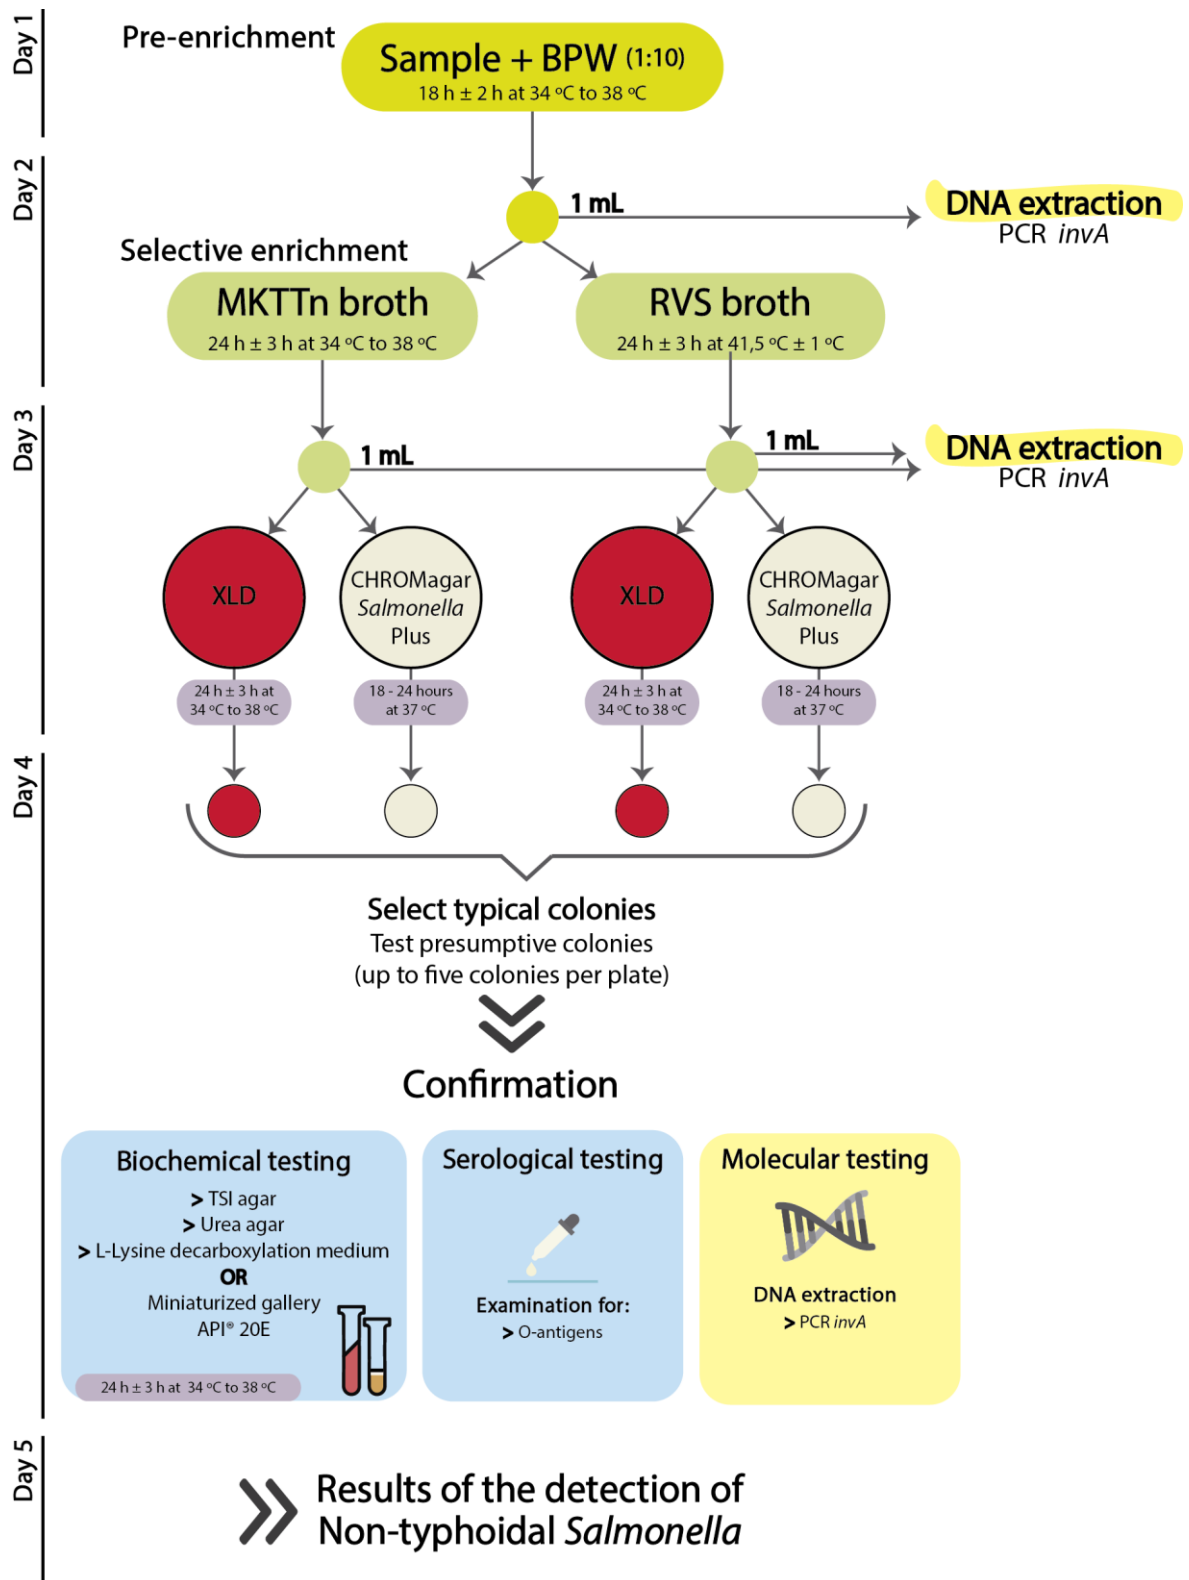 Day 1
Pre-enrichment
Sample + BPW (1:10)
18 h ± 2 h at 34 ºC to 38 ºC
Day 2
1 mL
DNA extraction
PCR invA
Selective enrichment
MKTTn broth
24 h ± 3 h at 34 ºC to 38 ºC
RVS broth
24 h ± 3 h at 41,5 ºC ± 1 ºC
Day 3
1 mL
1 mL
DNA extraction
PCR invA
XLD
CHROMagar
Salmonella
Plus
XLD
CHROMagar
Salmonella
Plus
24 h ± 3 h at
34 ºC to 38 ºC
18 - 24 hours
at 37 ºC
24 h ± 3 h at
34 ºC to 38 ºC
18 - 24 hours
at 37 ºC
Day 4
Select typical colonies
Test presumptive colonies
(up to five colonies per plate)
Confirmation
Biochemical testing
> TSI agar
> Urea agar
> L-Lysine decarboxylation medium
OR
Miniaturized gallery
API® 20E
24 h ± 3 h at 34 ºC to 38 ºC
Serological testing
Examination for:
> O-antigens
Molecular testing
DNA extraction
> PCR invA
Day 5
Results of the detection of
Non-typhoidal Salmonella